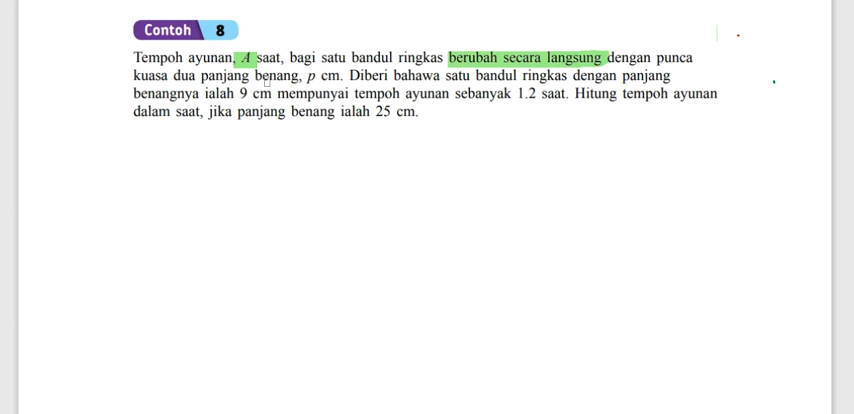 Contoh 8
Tempoh ayunan, A saat, bagi satu bandul ringkas berubah secara langsung dengan punca
kuasa dua panjang benang, p cm. Diberi bahawa satu bandul ringkas dengan panjang
benangnya ialah 9 cm mempunyai tempoh ayunan sebanyak 1.2 saat. Hitung tempoh ayunan
dalam saat, jika panjang benang ialah 25 cm.